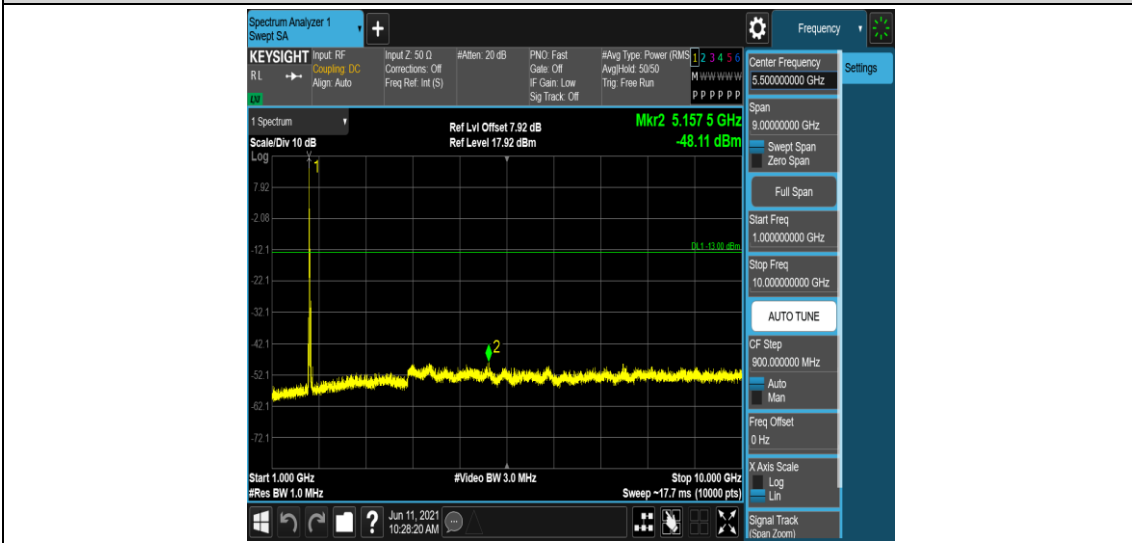 Spectrum Analyzer 1
Swept SA
+
Frequency
KEYSIGHT
RL
LXI
Input: RF
Coupling: DC
Align: Auto
Input Z: 50 Ω
Corrections: Off
Freq Ref: Int (S)
#Atten: 20 dB
PNO: Fast
Gate: Off
IF Gain: Low
Sig Track: Off
#Avg Type: Power (RMS
Avg|Hold: 50/50
Trig: Free Run
1 2 3 4 5 6
M W W W W W
P P P P P P
1 Spectrum
Scale/Div 10 dB
Log
Ref Lvl Offset 7.92 dB
Ref Level 17.92 dBm
Mkr2 5.157 5 GHz
-48.11 dBm
1
7.92
-2.08
-12.1
DL1 -13.00 dBm
-22.1
-32.1
-42.1
2
-52.1
-62.1
-72.1
Start 1.000 GHz
#Res BW 1.0 MHz
#Video BW 3.0 MHz
Stop 10.000 GHz
Sweep ~17.7 ms (10000 pts)
Center Frequency
5.500000000 GHz
Settings
Span
9.00000000 GHz
Swept Span
Zero Span
Full Span
Start Freq
1.000000000 GHz
Stop Freq
10.000000000 GHz
AUTO TUNE
CF Step
900.000000 MHz
Auto
Man
Freq Offset
0 Hz
X Axis Scale
Log
Lin
Signal Track
(Span Zoom)
?
Jun 11, 2021
10:28:20 AM